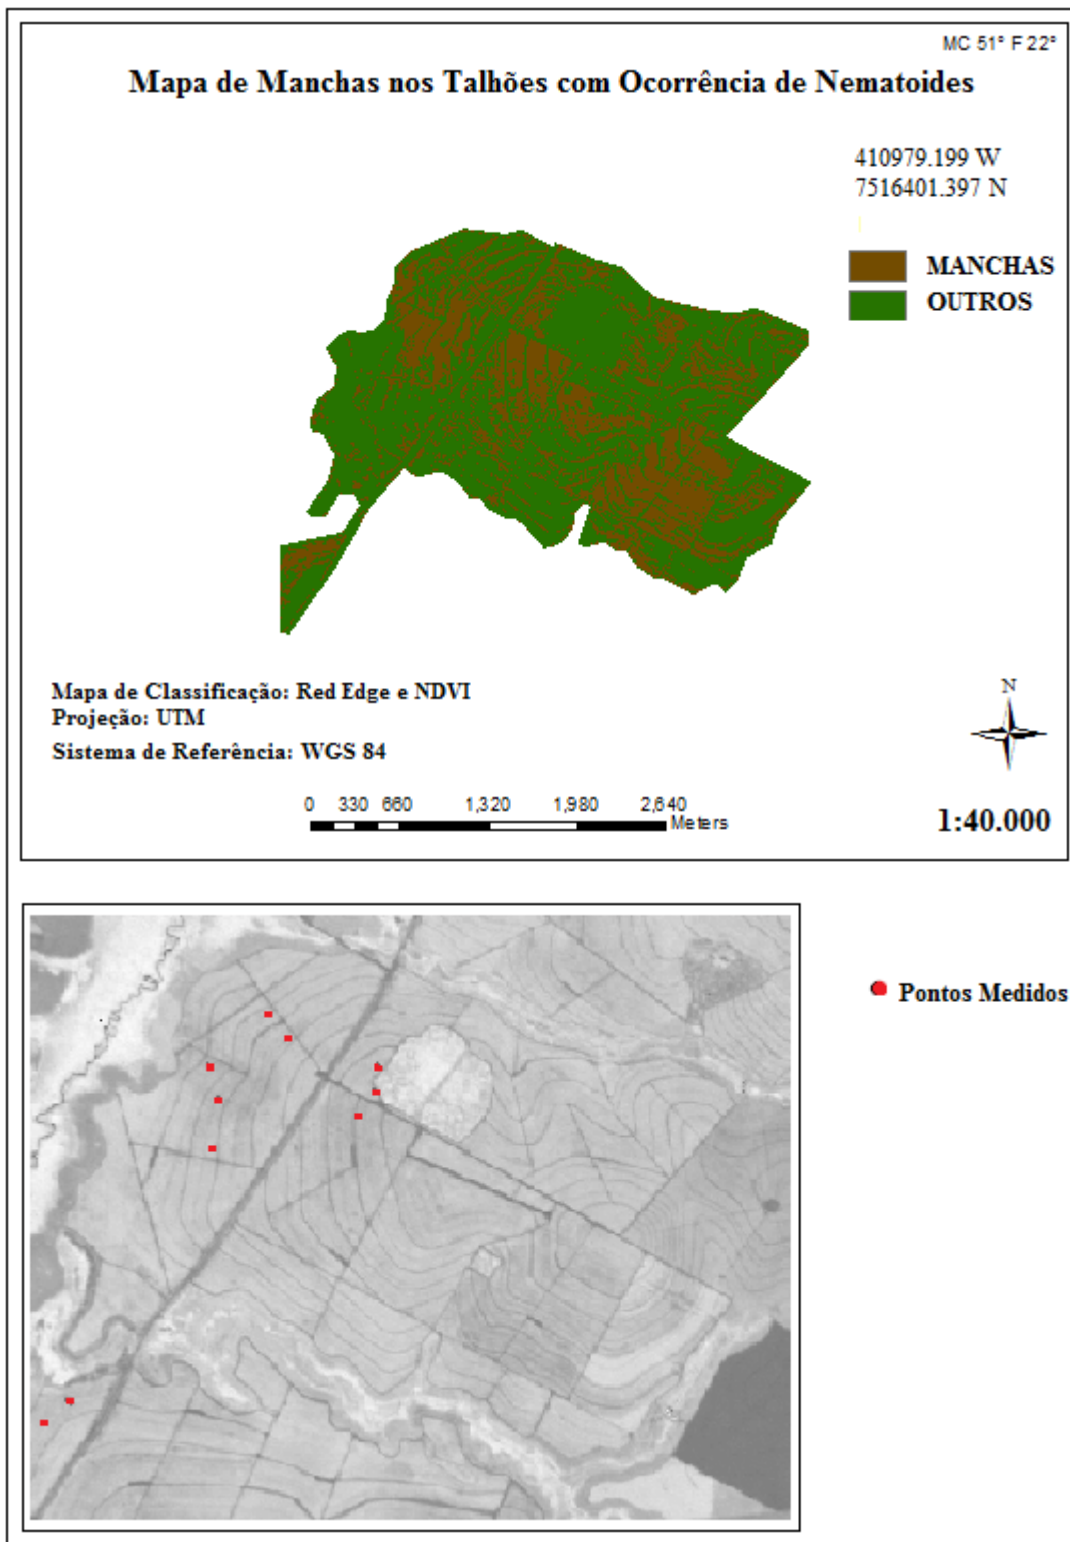 MC 51° F 22°
Mapa de Manchas nos Talhões com Ocorrência de Nematoides
410979.199 W
7516401.397 N
MANCHAS
OUTROS
Mapa de Classificação: Red Edge e NDVI
Projeção: UTM
Sistema de Referência: WGS 84
N
0 330 660 1,320 1,980 2,640
Meters
1:40.000
Pontos Medidos